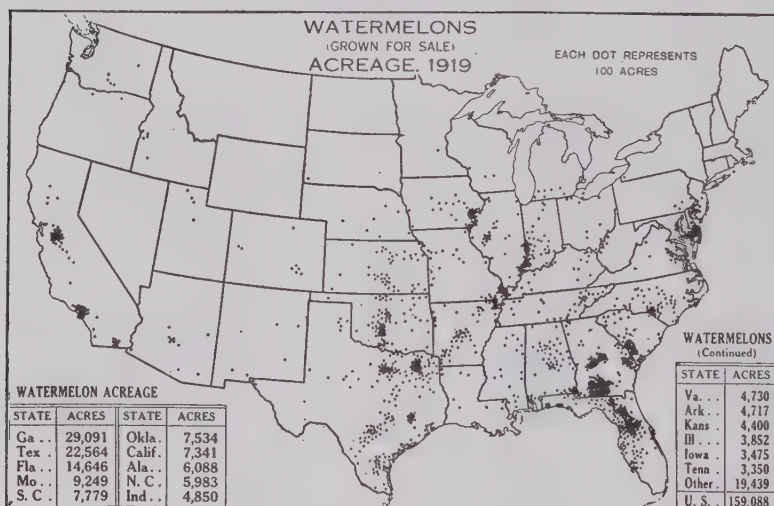 WATERMELONS
(GROWN FOR SALE)
ACREAGE, 1919
EACH DOT REPRESENTS
100 ACRES
WATERMELON ACREAGE
STATE ACRES STATE ACRES
Ga . . 29,091 Okla. 7,534
Tex . 22,564 Calif. 7,341
Fla . . 14,646 Ala . . 6,088
Mo . . 9,249 N. C . 5,983
S. C . 7,779 Ind . . 4,850
WATERMELONS
(Continued)
STATE ACRES
Va. . . 4,730
Ark . . 4,717
Kans . 4,400
Ill . . . 3,852
Iowa . 3,475
Tenn . 3,350
Other . 19,439
U. S. . 159,088